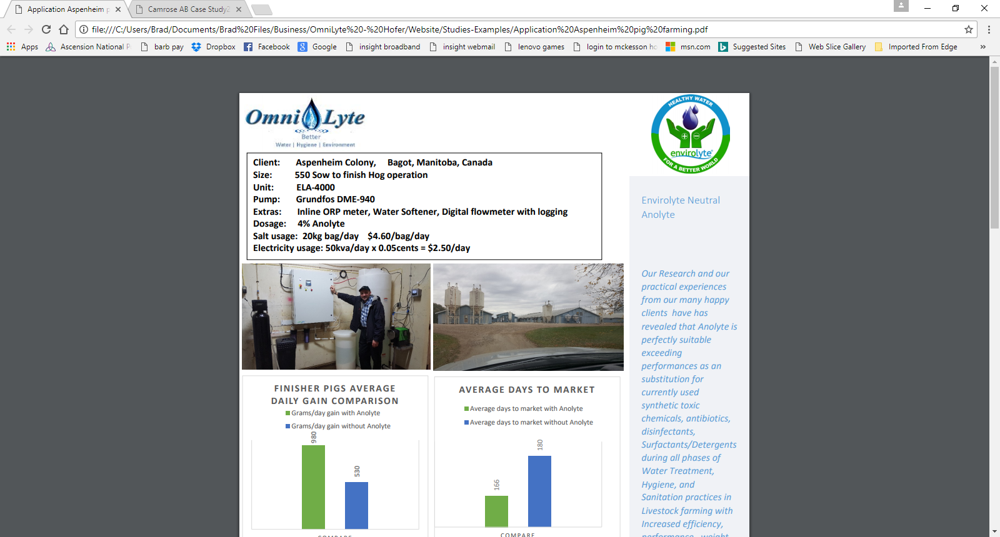 Application Aspenheim p
Camrose AB Case Study2
file:///C:/Users/Brad/Documents/Brad%20Files/Business/OmniLyte%20-%20Hofer/Website/Studies-Examples/Application%20Aspenheim%20pig%20farming.pdf
Apps Ascension National P barb pay Dropbox Facebook Google insight broadband insight webmail lenovo games login to mckesson ho msn.com Suggested Sites Web Slice Gallery Imported From Edge »
Omni Lyte
Better
Water | Hygiene | Environment
HEALTHY WATER
envirolyte®
FOR A BETTER WORLD
Client: Aspenheim Colony, Bagot, Manitoba, Canada
Size: 550 Sow to finish Hog operation
Unit: ELA-4000
Pump: Grundfos DME-940
Extras: Inline ORP meter, Water Softener, Digital flowmeter with logging
Dosage: 4% Anolyte
Salt usage: 20kg bag/day $4.60/bag/day
Electricity usage: 50kva/day x 0.05cents = $2.50/day
FINISHER PIGS AVERAGE
DAILY GAIN COMPARISON
Grams/day gain with Anolyte
Grams/day gain without Anolyte
980
530
COMPARE
AVERAGE DAYS TO MARKET
Average days to market with Anolyte
Average days to market without Anolyte
166
180
COMPARE
Envirolyte Neutral
Anolyte
Our Research and our
practical experiences
from our many happy
clients have has
revealed that Anolyte is
perfectly suitable
exceeding
performances as an
substitution for
currently used
synthetic toxic
chemicals, antibiotics,
disinfectants,
Surfactants/Detergents
during all phases of
Water Treatment,
Hygiene, and
Sanitation practices in
Livestock farming with
Increased efficiency,
performance, weight